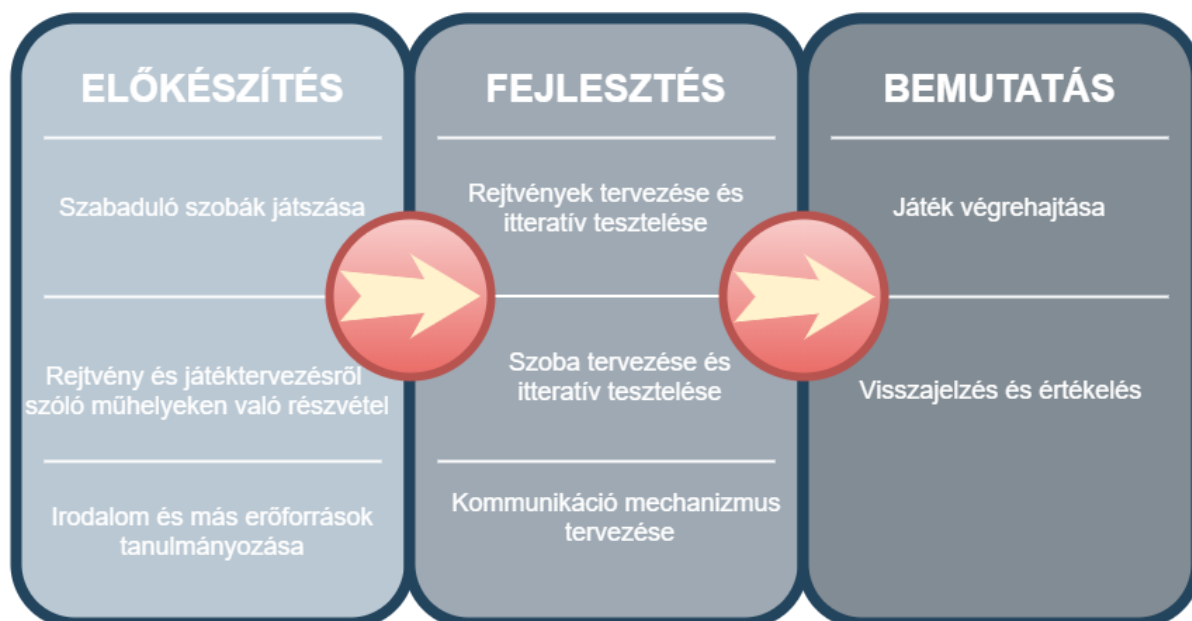 ELŐKÉSZÍTÉS
Szabaduló szobák játszása
Rejtvény és játéktervezésről
szóló műhelyeken való részvétel
Irodalom és más erőforrások
tanulmányozása
FEJLESZTÉS
Rejtvények tervezése és
itteratív tesztelése
Szoba tervezése és
itteratív tesztelése
Kommunikáció mechanizmus
tervezése
BEMUTATÁS
Játék végrehajtása
Visszajelzés és értékelés